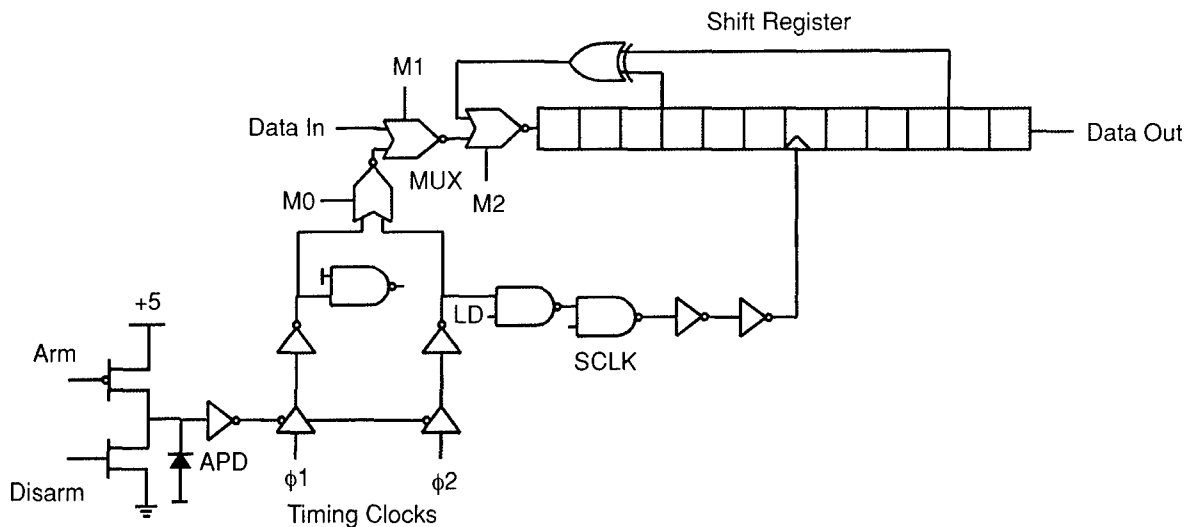 Shift Register
M1
Data In
Data Out
MUX
M0
M2
+5
LD
SCLK
Arm
APD
Disarm
ϕ1
ϕ2
Timing Clocks